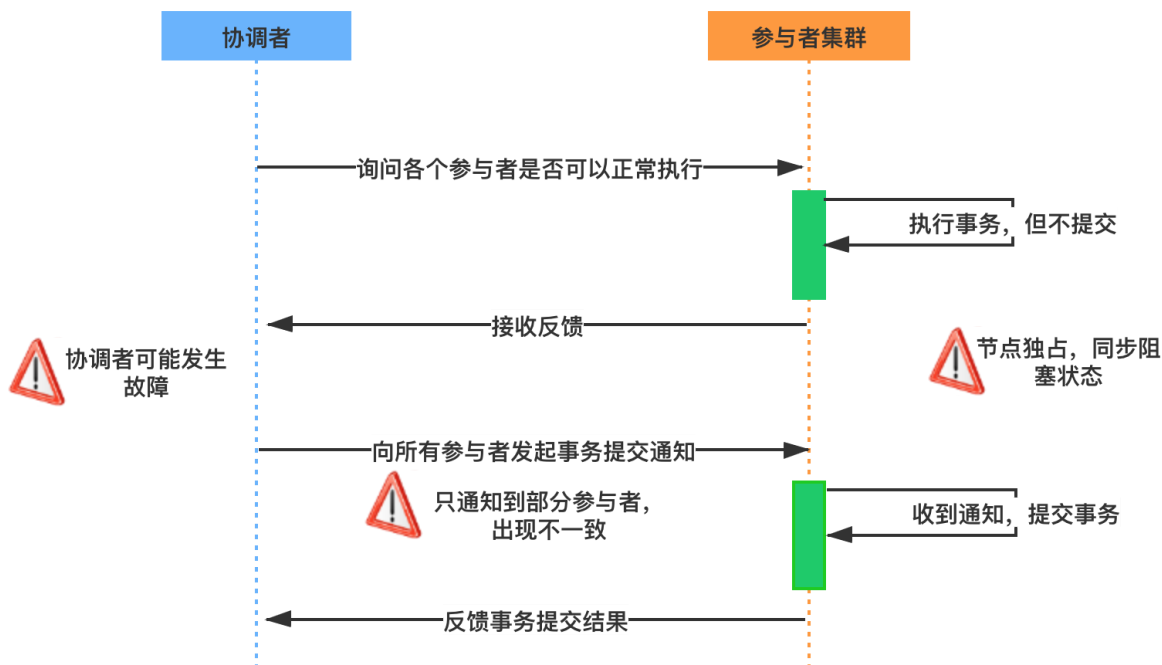 协调者
参与者集群
询问各个参与者是否可以正常执行
执行事务，但不提交
接收反馈
协调者可能发生
故障
节点独占，同步阻
塞状态
向所有参与者发起事务提交通知
只通知到部分参与者，
出现不一致
收到通知，提交事务
反馈事务提交结果